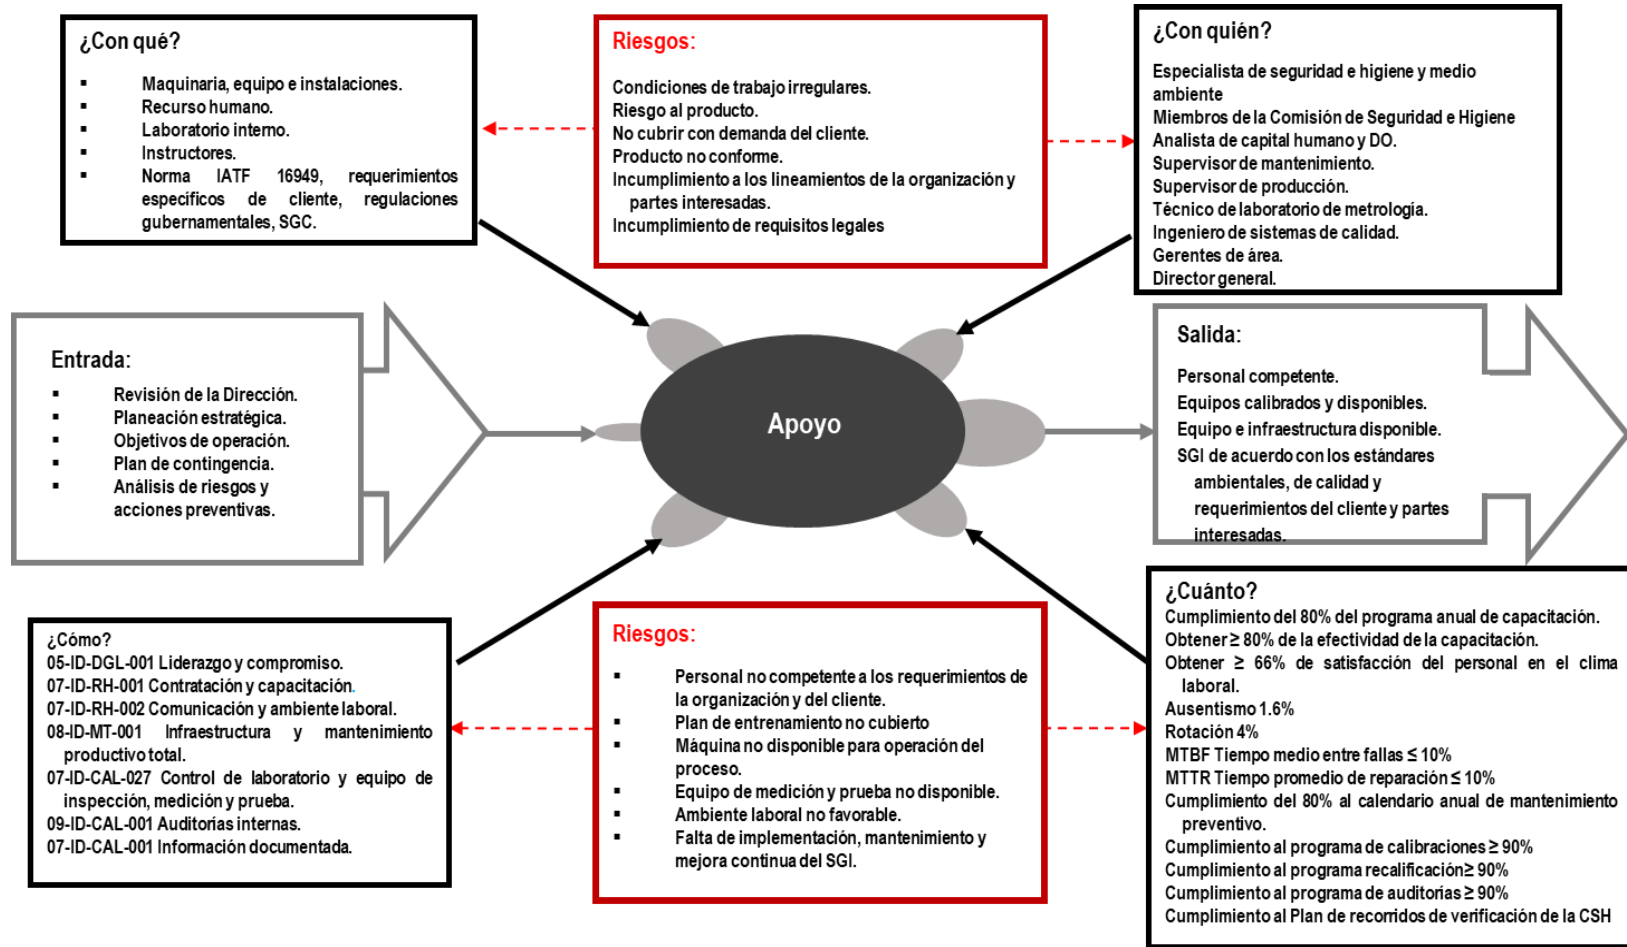 ¿Con qué?
▪ Maquinaria, equipo e instalaciones.
▪ Recurso humano.
▪ Laboratorio interno.
▪ Instructores.
▪ Norma IATF 16949, requerimientos
específicos de cliente, regulaciones
gubernamentales, SGC.
Riesgos:
Condiciones de trabajo irregulares.
Riesgo al producto.
No cubrir con demanda del cliente.
Producto no conforme.
Incumplimiento a los lineamientos de la organización y
partes interesadas.
Incumplimiento de requisitos legales
¿Con quién?
Especialista de seguridad e higiene y medio
ambiente
Miembros de la Comisión de Seguridad e Higiene
Analista de capital humano y DO.
Supervisor de mantenimiento.
Supervisor de producción.
Técnico de laboratorio de metrología.
Ingeniero de sistemas de calidad.
Gerentes de área.
Director general.
Entrada:
▪ Revisión de la Dirección.
▪ Planeación estratégica.
▪ Objetivos de operación.
▪ Plan de contingencia.
▪ Análisis de riesgos y
acciones preventivas.
Apoyo
Salida:
Personal competente.
Equipos calibrados y disponibles.
Equipo e infraestructura disponible.
SGI de acuerdo con los estándares
ambientales, de calidad y
requerimientos del cliente y partes
interesadas.
¿Cómo?
05-ID-DGL-001 Liderazgo y compromiso.
07-ID-RH-001 Contratación y capacitación.
07-ID-RH-002 Comunicación y ambiente laboral.
08-ID-MT-001 Infraestructura y mantenimiento
productivo total.
07-ID-CAL-027 Control de laboratorio y equipo de
inspección, medición y prueba.
09-ID-CAL-001 Auditorías internas.
07-ID-CAL-001 Información documentada.
Riesgos:
▪ Personal no competente a los requerimientos de
la organización y del cliente.
▪ Plan de entrenamiento no cubierto
▪ Máquina no disponible para operación del
proceso.
▪ Equipo de medición y prueba no disponible.
▪ Ambiente laboral no favorable.
▪ Falta de implementación, mantenimiento y
mejora continua del SGI.
¿Cuánto?
Cumplimiento del 80% del programa anual de capacitación.
Obtener ≥ 80% de la efectividad de la capacitación.
Obtener ≥ 66% de satisfacción del personal en el clima
laboral.
Ausentismo 1.6%
Rotación 4%
MTBF Tiempo medio entre fallas ≤ 10%
MTTR Tiempo promedio de reparación ≤ 10%
Cumplimiento del 80% al calendario anual de mantenimiento
preventivo.
Cumplimiento al programa de calibraciones ≥ 90%
Cumplimiento al programa recalificación≥ 90%
Cumplimiento al programa de auditorías ≥ 90%
Cumplimiento al Plan de recorridos de verificación de la CSH